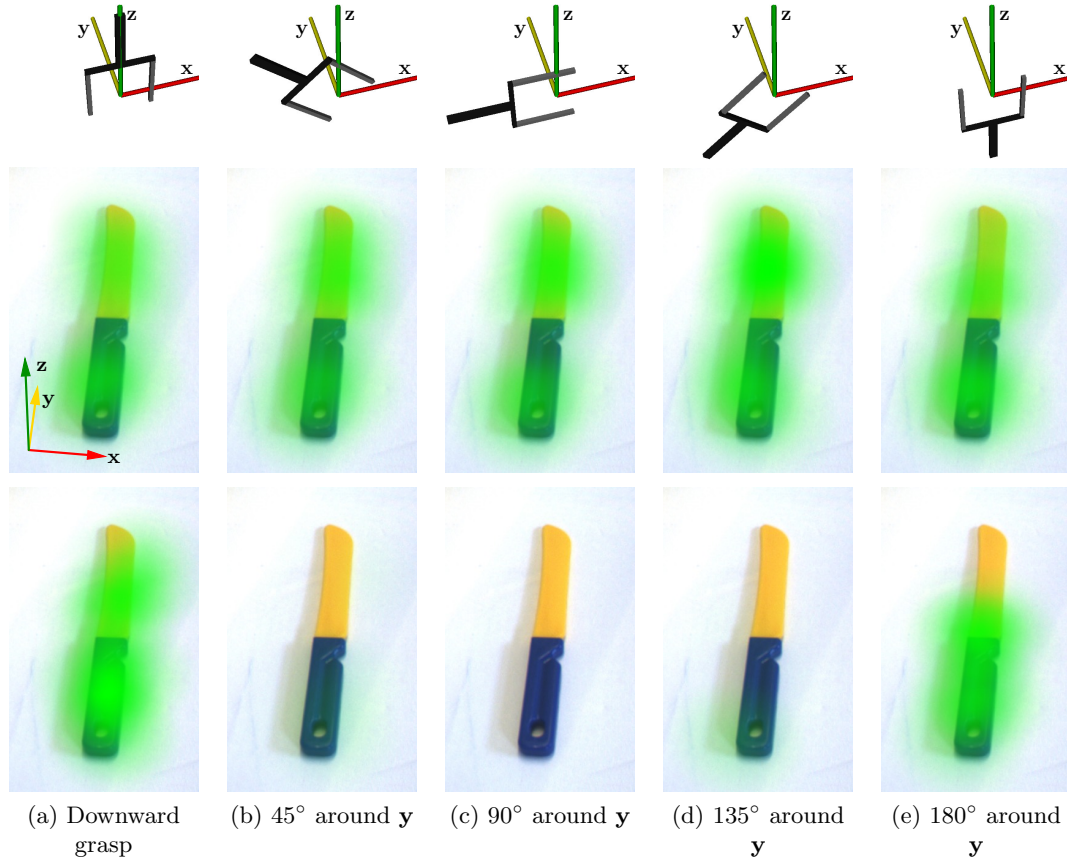 z
y
x
z
y
x
z
y
x
z
y
x
z
y
x
z
y
x
(a) Downward grasp
(b) 45° around y
(c) 90° around y
(d) 135° around y
(e) 180° around y